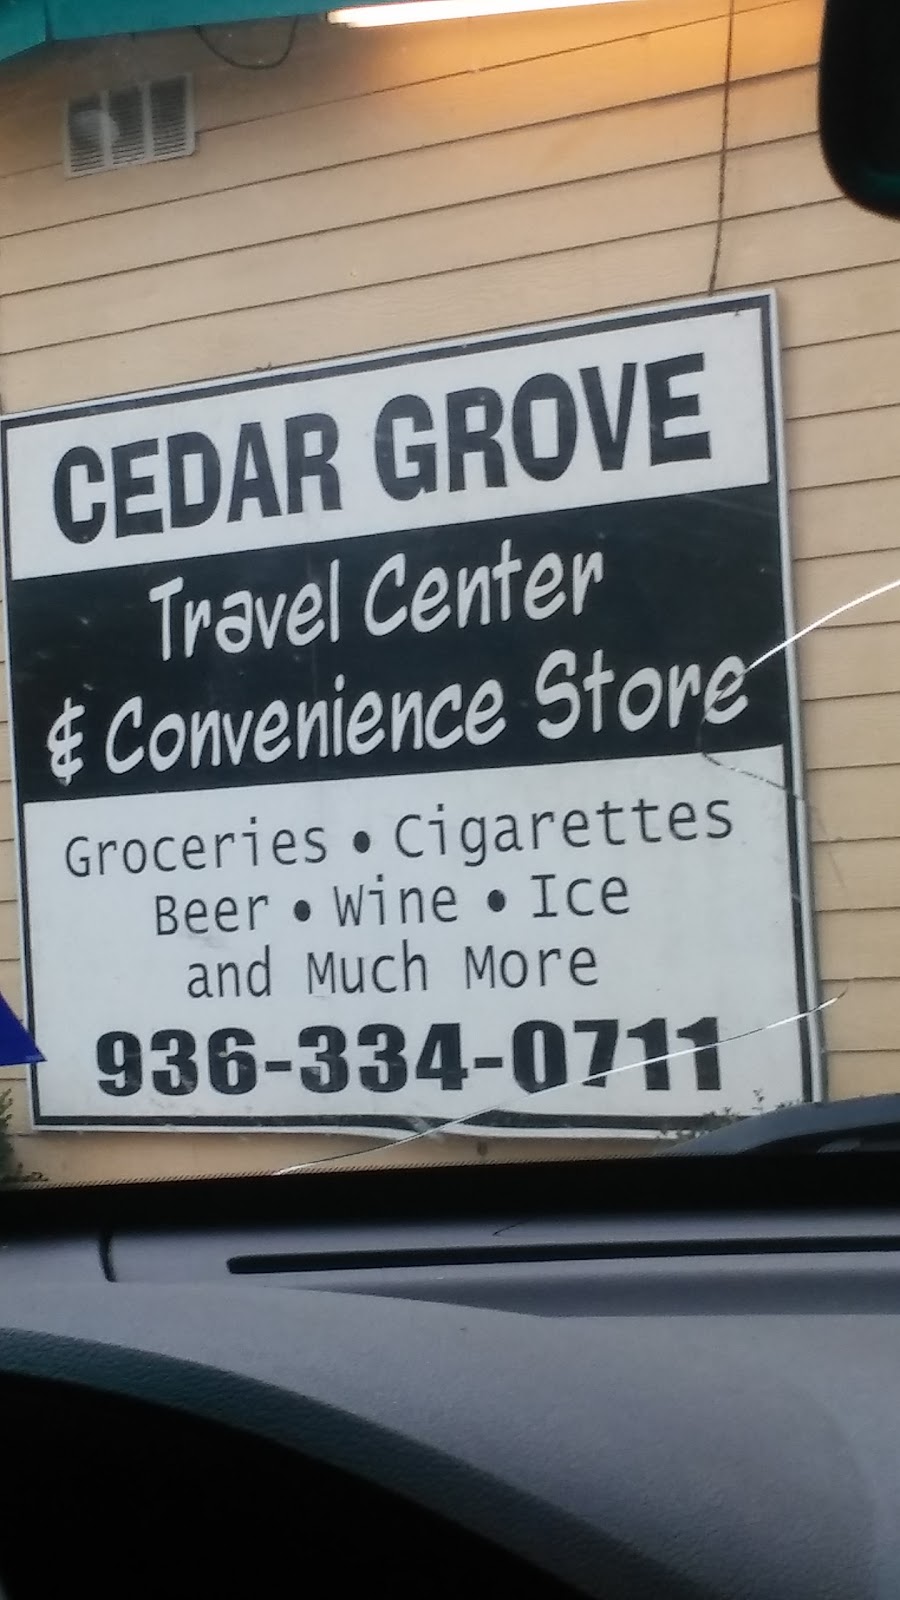 CEDAR GROVE
Travel Center
& Convenience Store
Groceries • Cigarettes
Beer • Wine • Ice
and Much More
936-334-0711